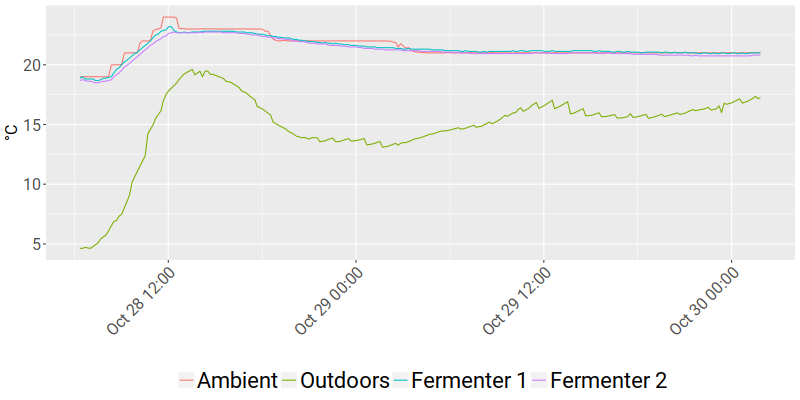 20
15
10
5
°C
Oct 28 12:00
Oct 29 00:00
Oct 29 12:00
Oct 30 00:00
Ambient Outdoors Fermenter 1 Fermenter 2